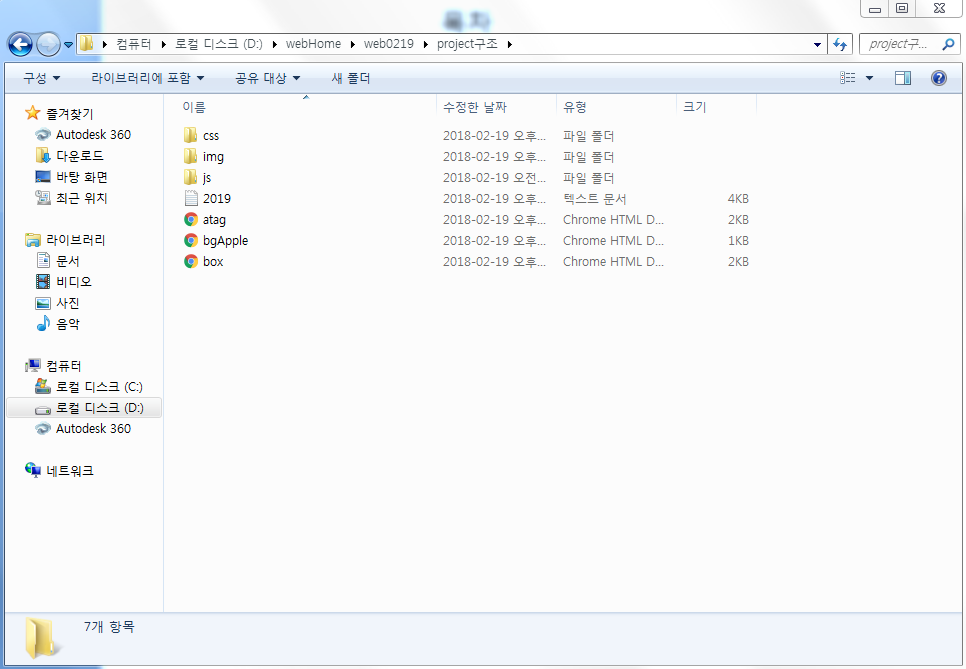 목차
컴퓨터 로컬 디스크 (D:) webHome web0219 project구조
project구...
구성 라이브러리에 포함 공유 대상 새 폴더
이름 수정한 날짜 유형 크기
css 2018-02-19 오후... 파일 폴더
img 2018-02-19 오후... 파일 폴더
js 2018-02-19 오전... 파일 폴더
2019 2018-02-19 오후... 텍스트 문서 4KB
atag 2018-02-19 오후... Chrome HTML D... 2KB
bgApple 2018-02-19 오후... Chrome HTML D... 1KB
box 2018-02-19 오후... Chrome HTML D... 2KB
즐겨찾기
Autodesk 360
다운로드
바탕 화면
최근 위치
라이브러리
문서
비디오
사진
음악
컴퓨터
로컬 디스크 (C:)
로컬 디스크 (D:)
Autodesk 360
네트워크
7개 항목